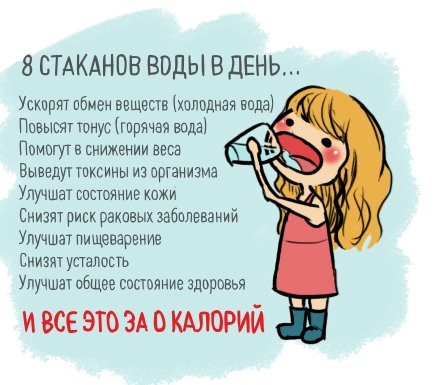 8 СТАКАНОВ ВОДЫ В ДЕНЬ...
Ускорят обмен веществ (холодная вода)
Повысят тонус (горячая вода)
Помогут в снижении веса
Выведут токсины из организма
Улучшат состояние кожи
Снизят риск раковых заболеваний
Улучшат пищеварение
Снизят усталость
Улучшат общее состояние здоровья
И ВСЕ ЭТО ЗА 0 КАЛОРИЙ